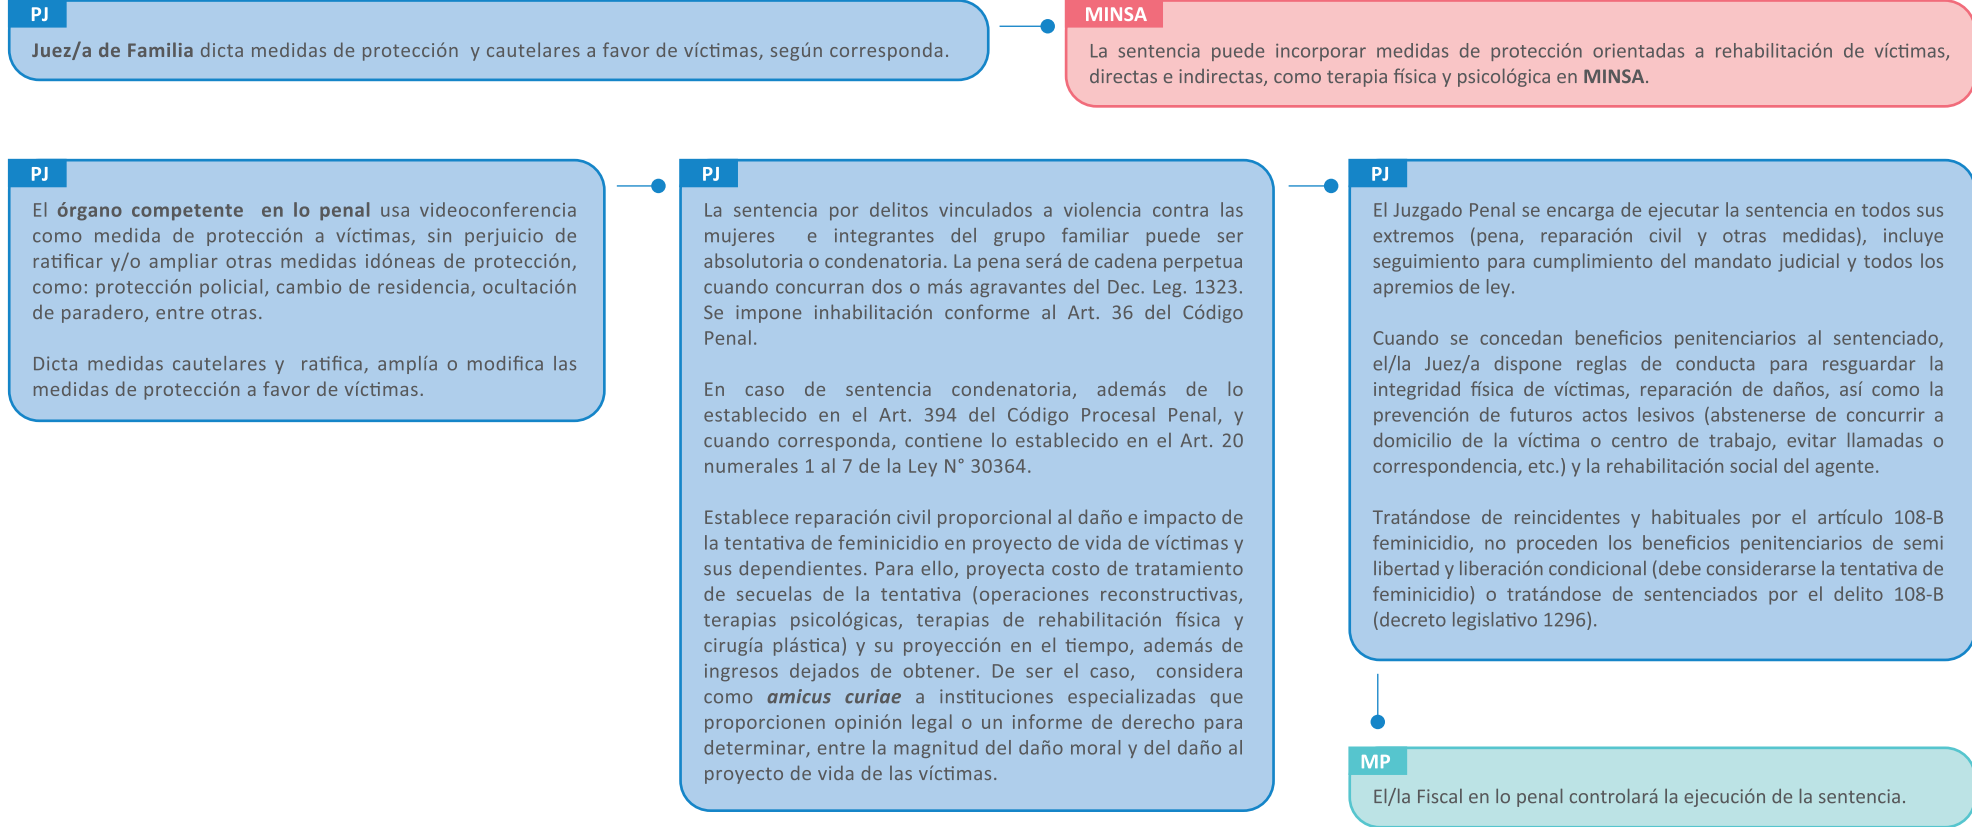 PJ
Juez/a de Familia dicta medidas de protección y cautelares a favor de víctimas, según corresponda.
MINSA
La sentencia puede incorporar medidas de protección orientadas a rehabilitación de víctimas,
directas e indirectas, como terapia física y psicológica en MINSA.
PJ
El órgano competente en lo penal usa videoconferencia
como medida de protección a víctimas, sin perjuicio de
ratificar y/o ampliar otras medidas idóneas de protección,
como: protección policial, cambio de residencia, ocultación
de paradero, entre otras.
Dicta medidas cautelares y ratifica, amplía o modifica las
medidas de protección a favor de víctimas.
PJ
La sentencia por delitos vinculados a violencia contra las
mujeres e integrantes del grupo familiar puede ser
absolutoria o condenatoria. La pena será de cadena perpetua
cuando concurran dos o más agravantes del Dec. Leg. 1323.
Se impone inhabilitación conforme al Art. 36 del Código
Penal.
En caso de sentencia condenatoria, además de lo
establecido en el Art. 394 del Código Procesal Penal, y
cuando corresponda, contiene lo establecido en el Art. 20
numerales 1 al 7 de la Ley N° 30364.
Establece reparación civil proporcional al daño e impacto de
la tentativa de feminicidio en proyecto de vida de víctimas y
sus dependientes. Para ello, proyecta costo de tratamiento
de secuelas de la tentativa (operaciones reconstructivas,
terapias psicológicas, terapias de rehabilitación física y
cirugía plástica) y su proyección en el tiempo, además de
ingresos dejados de obtener. De ser el caso, considera
como amicus curiae a instituciones especializadas que
proporcionen opinión legal o un informe de derecho para
determinar, entre la magnitud del daño moral y del daño al
proyecto de vida de las víctimas.
PJ
El Juzgado Penal se encarga de ejecutar la sentencia en todos sus
extremos (pena, reparación civil y otras medidas), incluye
seguimiento para cumplimiento del mandato judicial y todos los
apremios de ley.
Cuando se concedan beneficios penitenciarios al sentenciado,
el/la Juez/a dispone reglas de conducta para resguardar la
integridad física de víctimas, reparación de daños, así como la
prevención de futuros actos lesivos (abstenerse de concurrir a
domicilio de la víctima o centro de trabajo, evitar llamadas o
correspondencia, etc.) y la rehabilitación social del agente.
Tratándose de reincidentes y habituales por el artículo 108-B
feminicidio, no proceden los beneficios penitenciarios de semi
libertad y liberación condicional (debe considerarse la tentativa de
feminicidio) o tratándose de sentenciados por el delito 108-B
(decreto legislativo 1296).
MP
El/la Fiscal en lo penal controlará la ejecución de la sentencia.